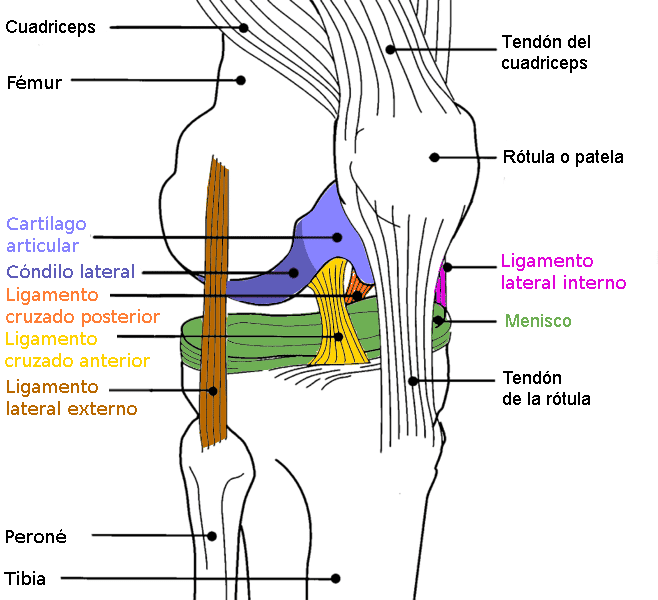 Cuadriceps
Fémur
Cartílago
articular
Cóndilo lateral
Ligamento
cruzado posterior
Ligamento
cruzado anterior
Ligamento
lateral externo
Peroné
Tibia
Tendón del
cuadriceps
Rótula o patela
Ligamento
lateral interno
Menisco
Tendón
de la rótula